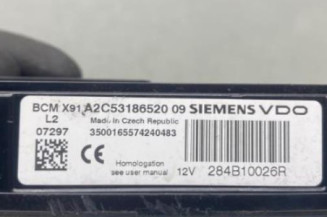 BCM X91 A2C53186520 09 SIEMENS VDO
L2 Made in Czech Republic
07297 3500165574240483
CE Homologation
see user manual 12V 284B10026R